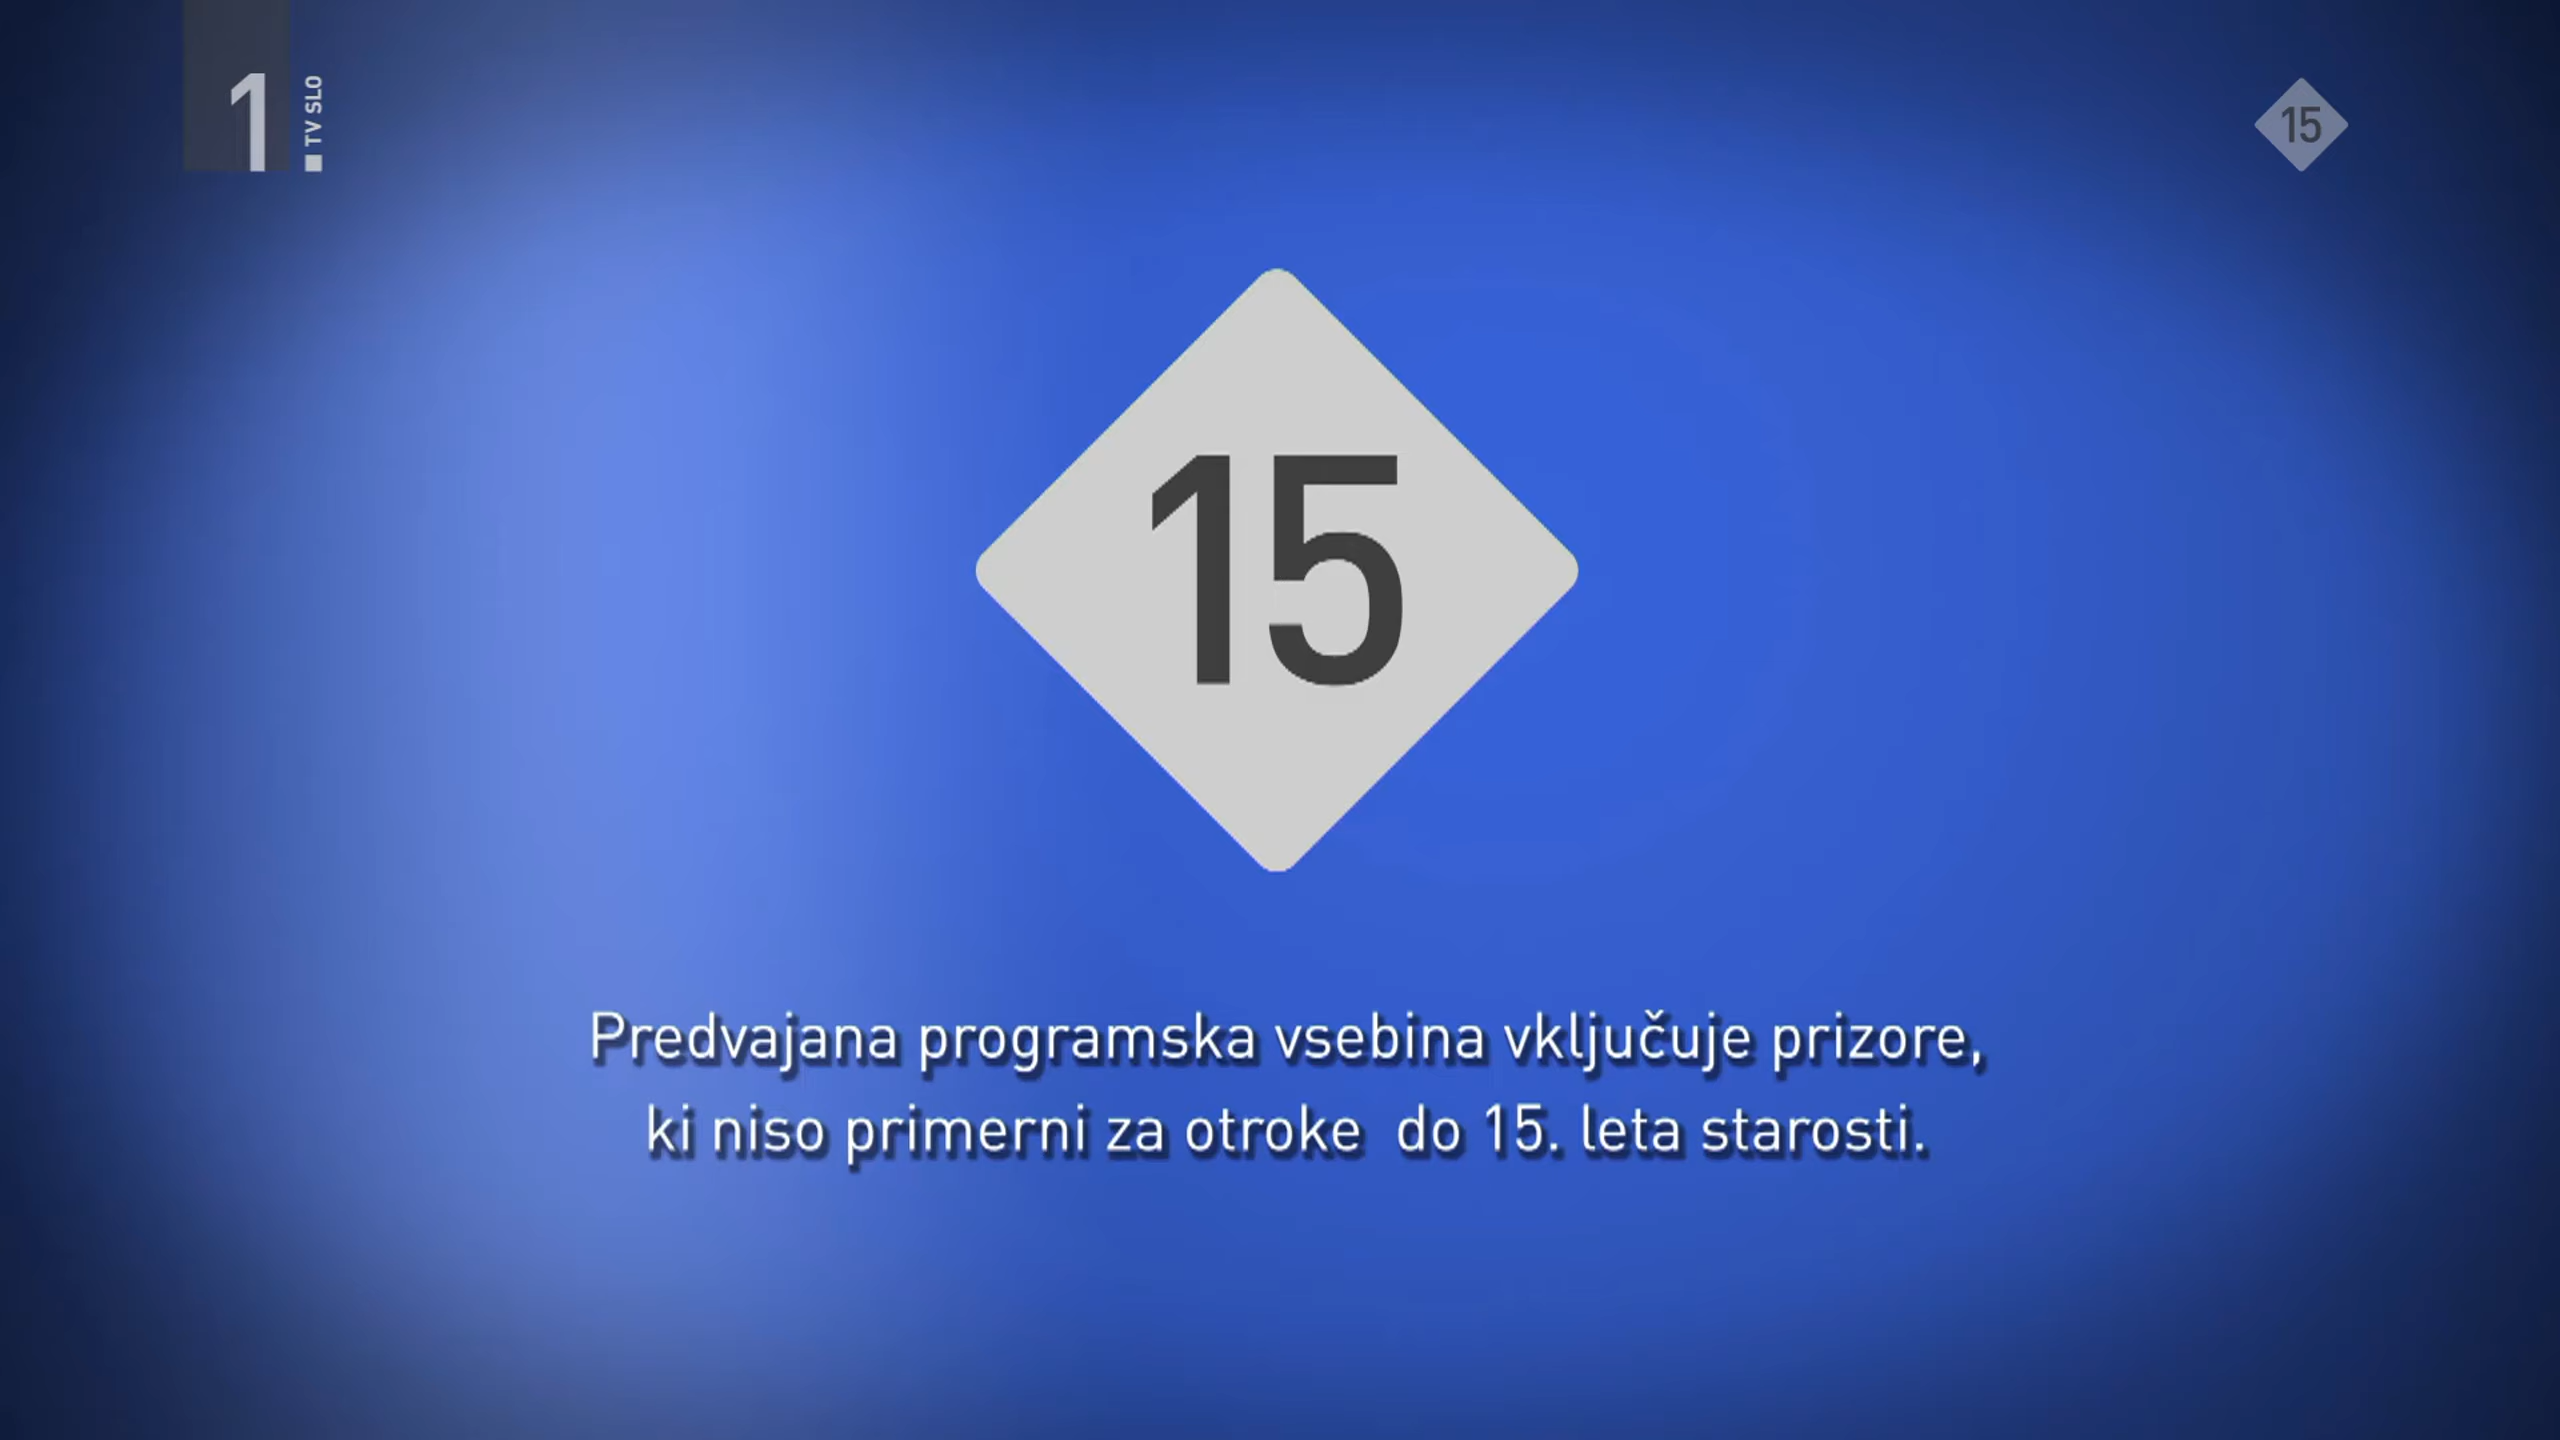 1
TV SLO
15
15
Predvajana programska vsebina vključuje prizore,
ki niso primerni za otroke  do 15. leta starosti.